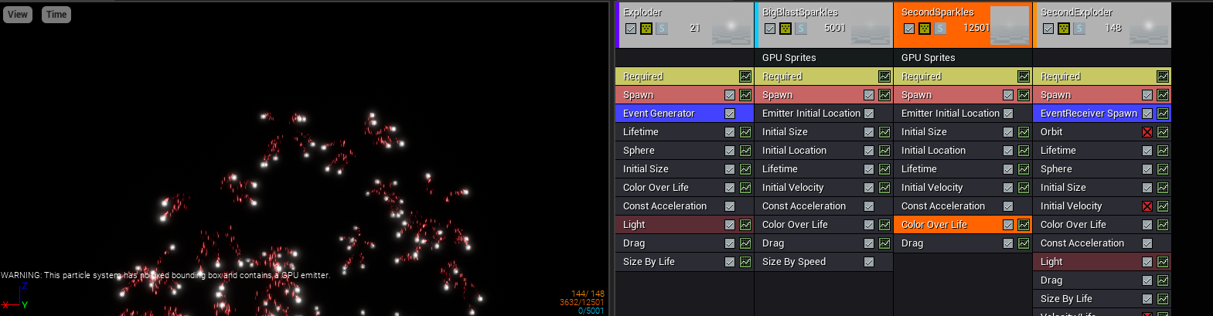 View Time
WARNING: This particle system has no fixed bounding box and contains a GPU emitter.
Z
X Y
144/ 148
3632/12501
0/5001
Exploder
S 21
Required
Spawn
Event Generator
Lifetime
Sphere
Initial Size
Color Over Life
Const Acceleration
Light
Drag
Size By Life
BigBlastSparkles
S 5001
GPU Sprites
Required
Spawn
Emitter Initial Location
Initial Size
Initial Location
Lifetime
Initial Velocity
Const Acceleration
Color Over Life
Drag
Size By Speed
SecondSparkles
S 12501
GPU Sprites
Required
Spawn
Emitter Initial Location
Initial Size
Initial Location
Lifetime
Initial Velocity
Const Acceleration
Color Over Life
Drag
SecondExploder
S 148
Required
Spawn
EventReceiver Spawn
Orbit
Lifetime
Sphere
Initial Size
Initial Velocity
Color Over Life
Const Acceleration
Light
Drag
Size By Life
Velocity/Life